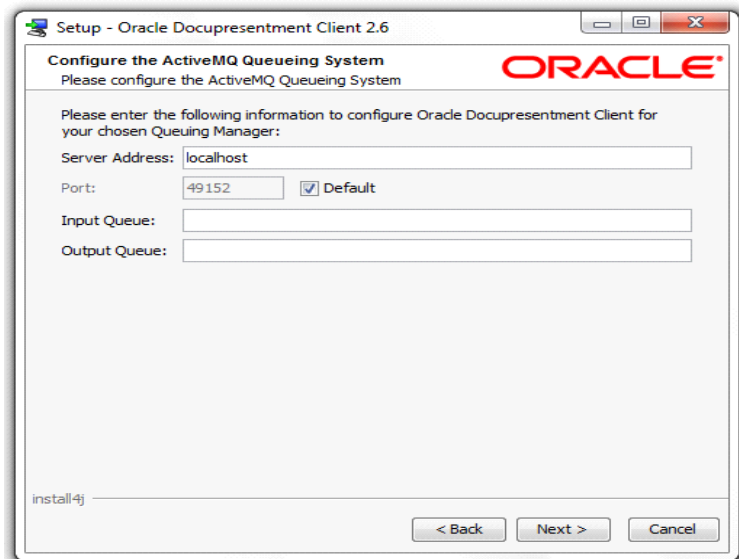 Setup - Oracle Docupresentment Client 2.6
Configure the ActiveMQ Queueing System
Please configure the ActiveMQ Queueing System
ORACLE
Please enter the following information to configure Oracle Docupresentment Client for
your chosen Queuing Manager:
Server Address: localhost
Port: 49152 Default
Input Queue:
Output Queue:
install4j
< Back Next > Cancel